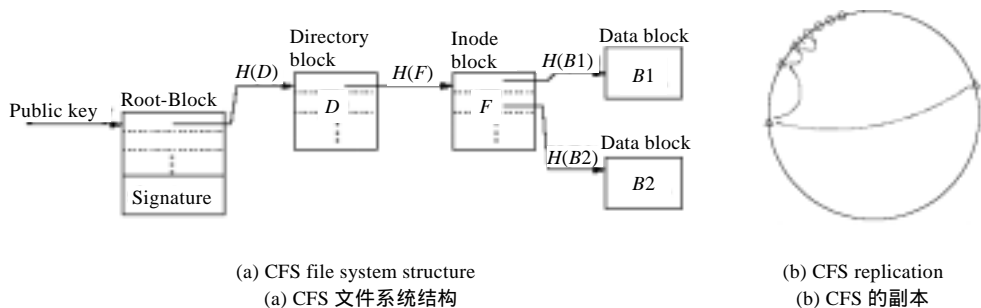 Public key
Root-Block
Signature
H(D)
Directory
block
D
H(F)
Inode
block
F
H(B1)
Data block
B1
H(B2)
Data block
B2
(a) CFS file system structure
(a) CFS 文件系统结构
(b) CFS replication
(b) CFS 的副本